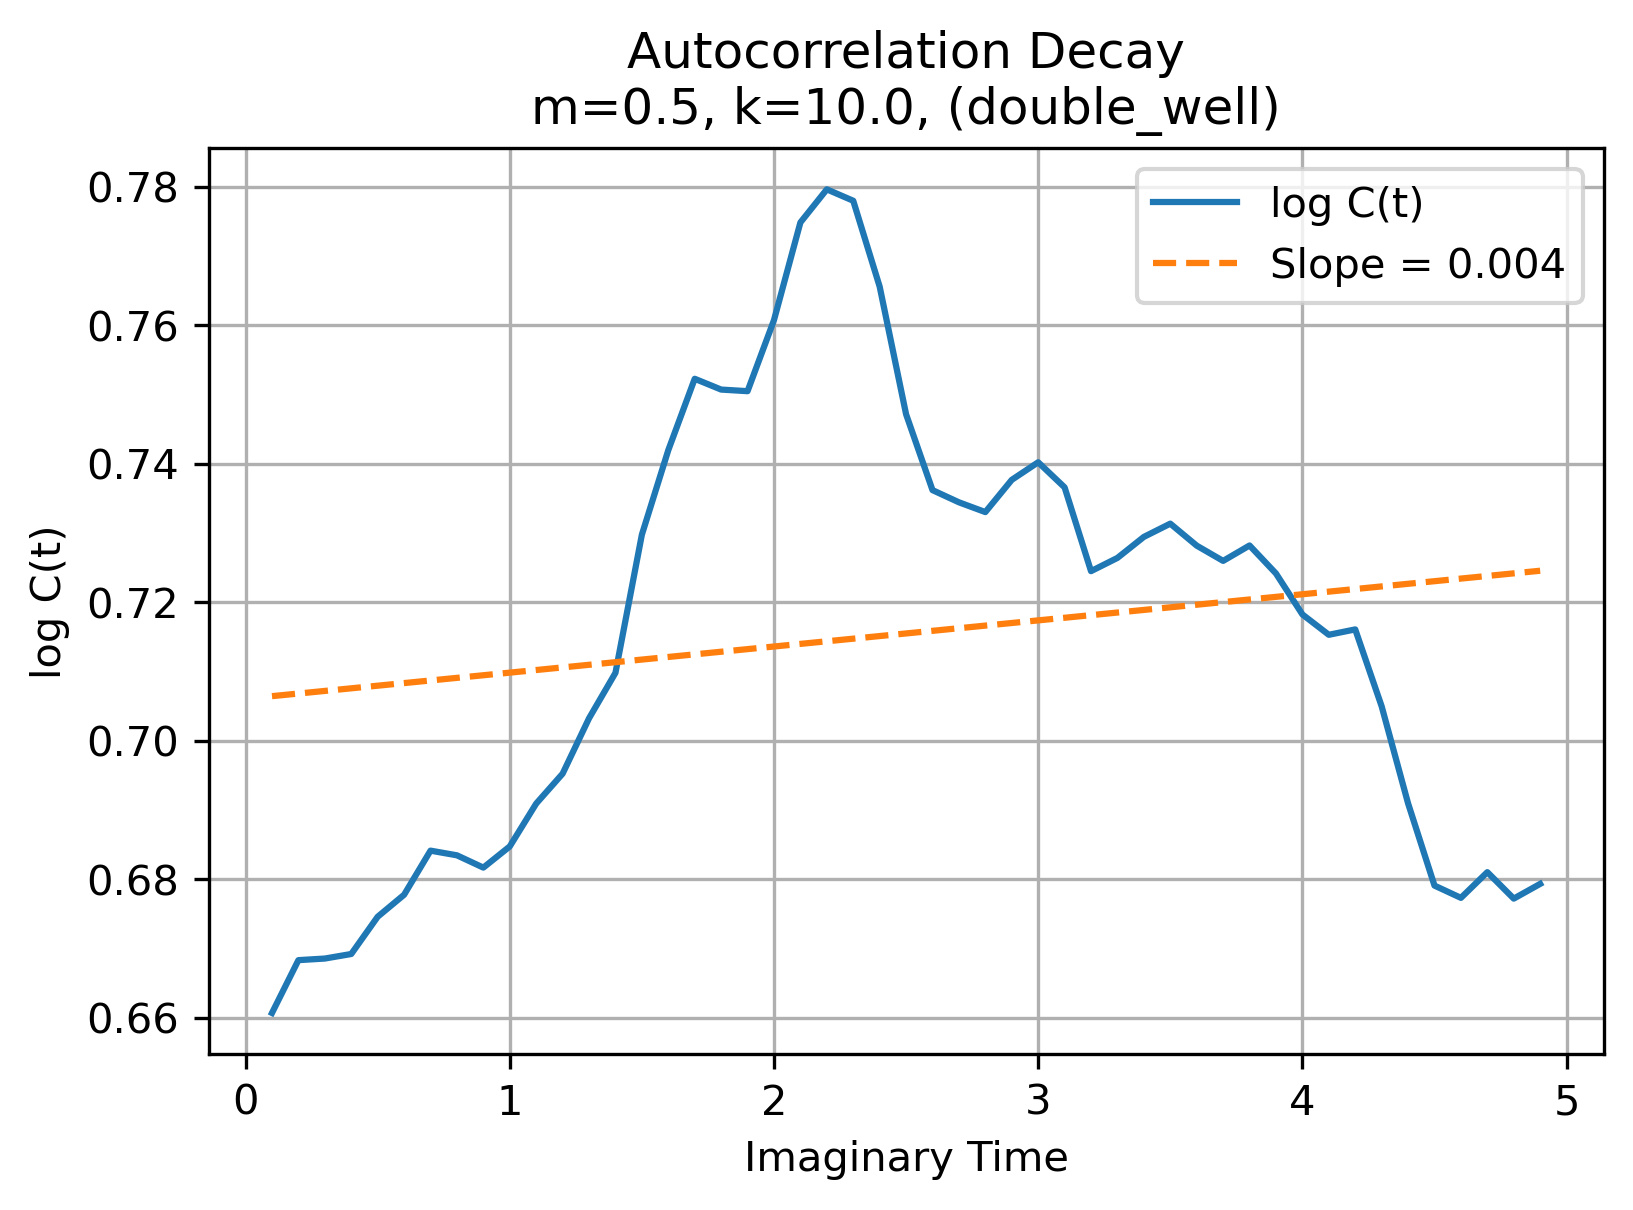 Autocorrelation Decay
m=0.5, k=10.0, (double_well)
log C(t)
Slope = 0.004
log C(t)
0.78
0.76
0.74
0.72
0.70
0.68
0.66
0 1 2 3 4 5
Imaginary Time